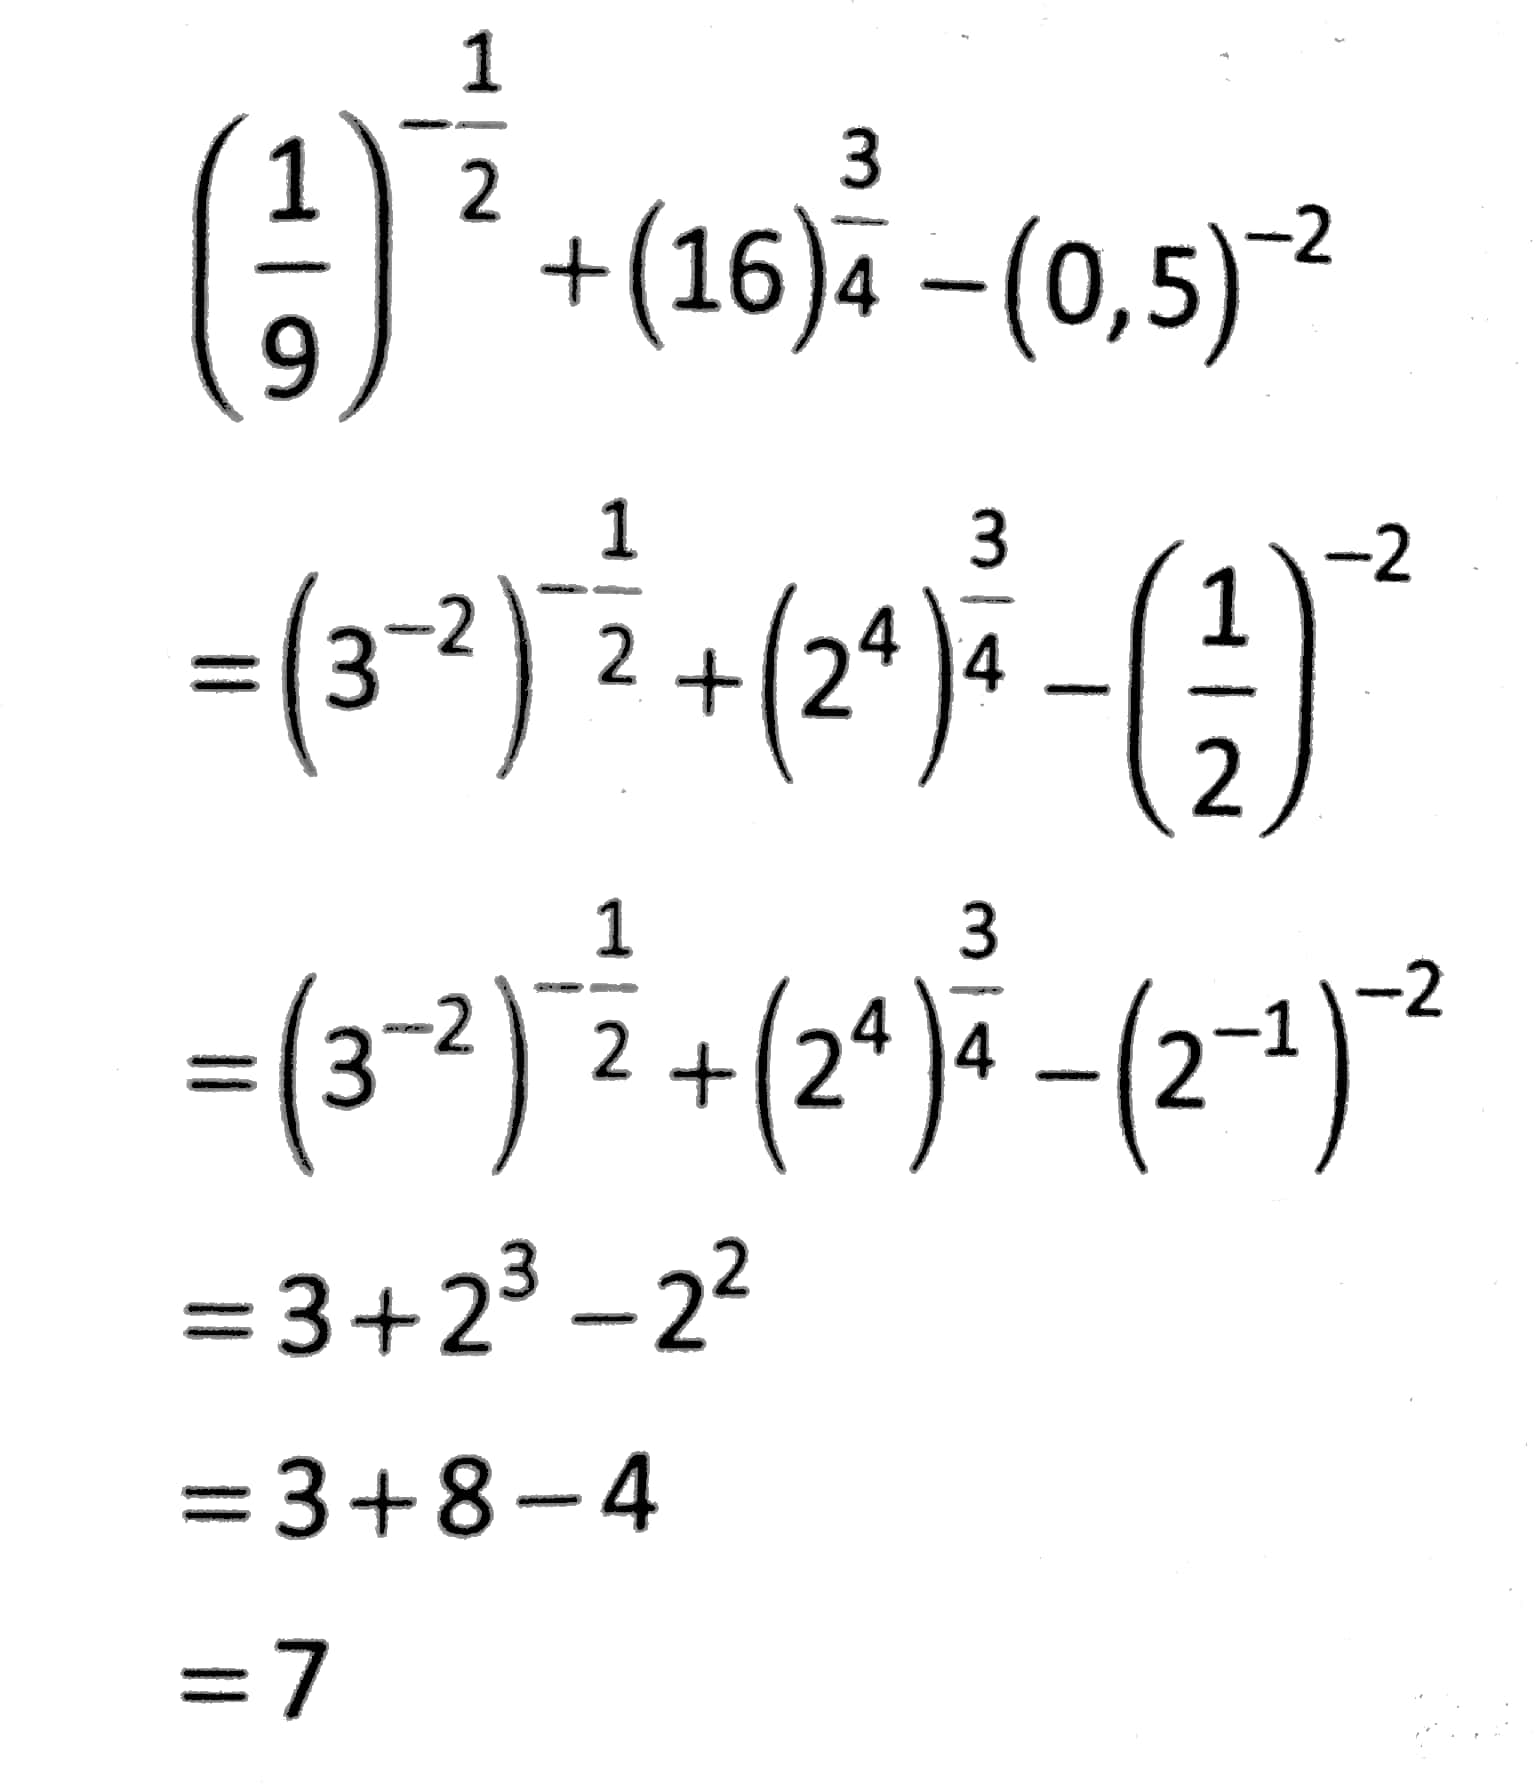 (1/9)^(-1/2) + (16)^(3/4) - (0,5)^(-2)
= (3^(-2))^(-1/2) + (2^4)^(3/4) - (1/2)^(-2)
= (3^(-2))^(-1/2) + (2^4)^(3/4) - (2^(-1))^(-2)
= 3 + 2^3 - 2^2
= 3 + 8 - 4
= 7